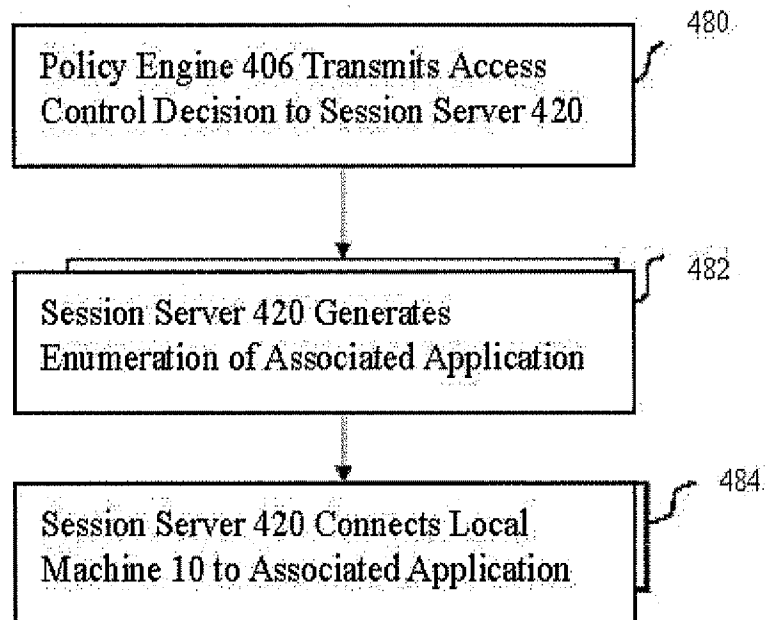 480
Policy Engine 406 Transmits Access
Control Decision to Session Server 420
482
Session Server 420 Generates
Enumeration of Associated Application
484
Session Server 420 Connects Local
Machine 10 to Associated Application